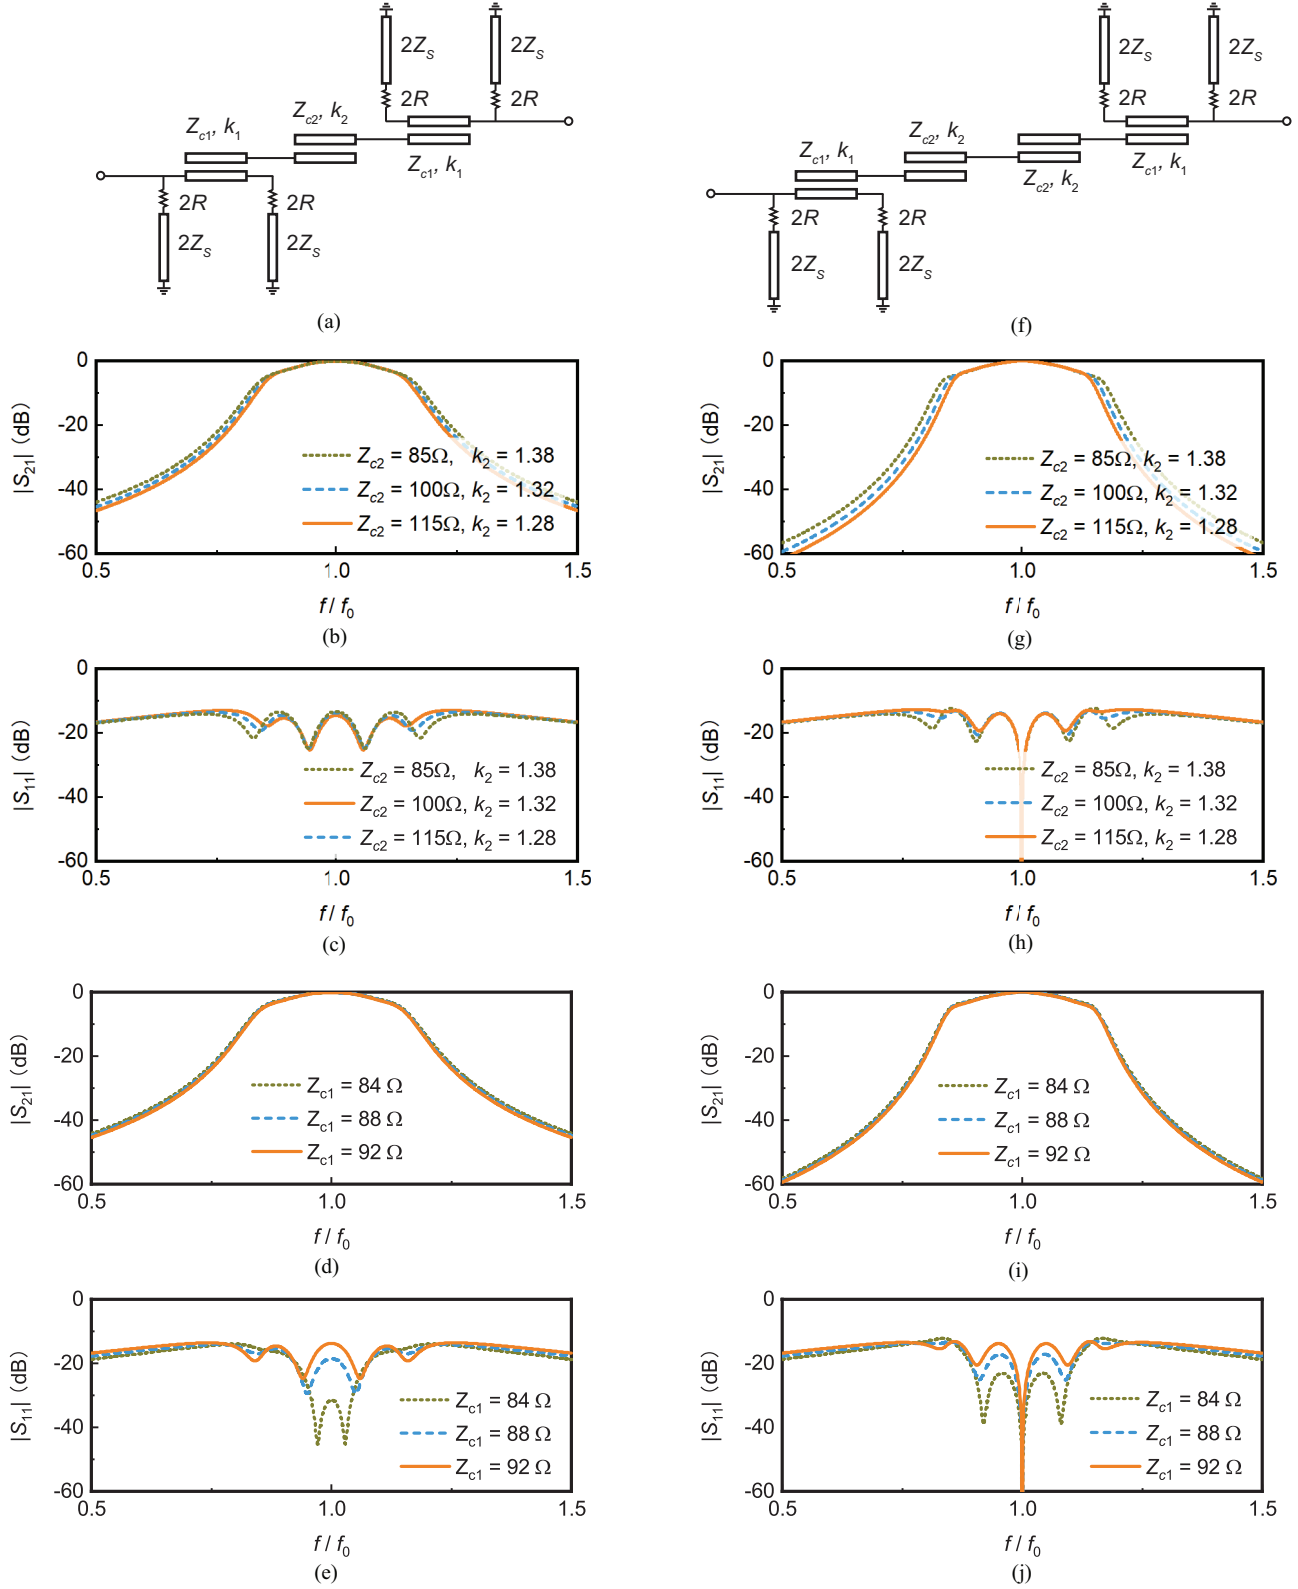 2Z_S 2Z_S
2R 2R
Z_c2, k_2
Z_c1, k_1
Z_c1, k_1
2R 2R
2Z_S 2Z_S
(a)
2Z_S 2Z_S
2R 2R
Z_c2, k_2
Z_c1, k_1
Z_c2, k_2
Z_c1, k_1
2R 2R
2Z_S 2Z_S
(f)
|S_21| (dB)
0
-20
-40
-60
Z_c2 = 85Ω, k_2 = 1.38
Z_c2 = 100Ω, k_2 = 1.32
Z_c2 = 115Ω, k_2 = 1.28
0.5 1.0 1.5
f / f_0
(b)
|S_21| (dB)
0
-20
-40
-60
Z_c2 = 85Ω, k_2 = 1.38
Z_c2 = 100Ω, k_2 = 1.32
Z_c2 = 115Ω, k_2 = 1.28
0.5 1.0 1.5
f / f_0
(g)
|S_11| (dB)
0
-20
-40
-60
Z_c2 = 85Ω, k_2 = 1.38
Z_c2 = 100Ω, k_2 = 1.32
Z_c2 = 115Ω, k_2 = 1.28
0.5 1.0 1.5
f / f_0
(c)
|S_11| (dB)
0
-20
-40
-60
Z_c2 = 85Ω, k_2 = 1.38
Z_c2 = 100Ω, k_2 = 1.32
Z_c2 = 115Ω, k_2 = 1.28
0.5 1.0 1.5
f / f_0
(h)
|S_21| (dB)
0
-20
-40
-60
Z_c1 = 84 Ω
Z_c1 = 88 Ω
Z_c1 = 92 Ω
0.5 1.0 1.5
f / f_0
(d)
|S_21| (dB)
0
-20
-40
-60
Z_c1 = 84 Ω
Z_c1 = 88 Ω
Z_c1 = 92 Ω
0.5 1.0 1.5
f / f_0
(i)
|S_11| (dB)
0
-20
-40
-60
Z_c1 = 84 Ω
Z_c1 = 88 Ω
Z_c1 = 92 Ω
0.5 1.0 1.5
f / f_0
(e)
|S_11| (dB)
0
-20
-40
-60
Z_c1 = 84 Ω
Z_c1 = 88 Ω
Z_c1 = 92 Ω
0.5 1.0 1.5
f / f_0
(j)